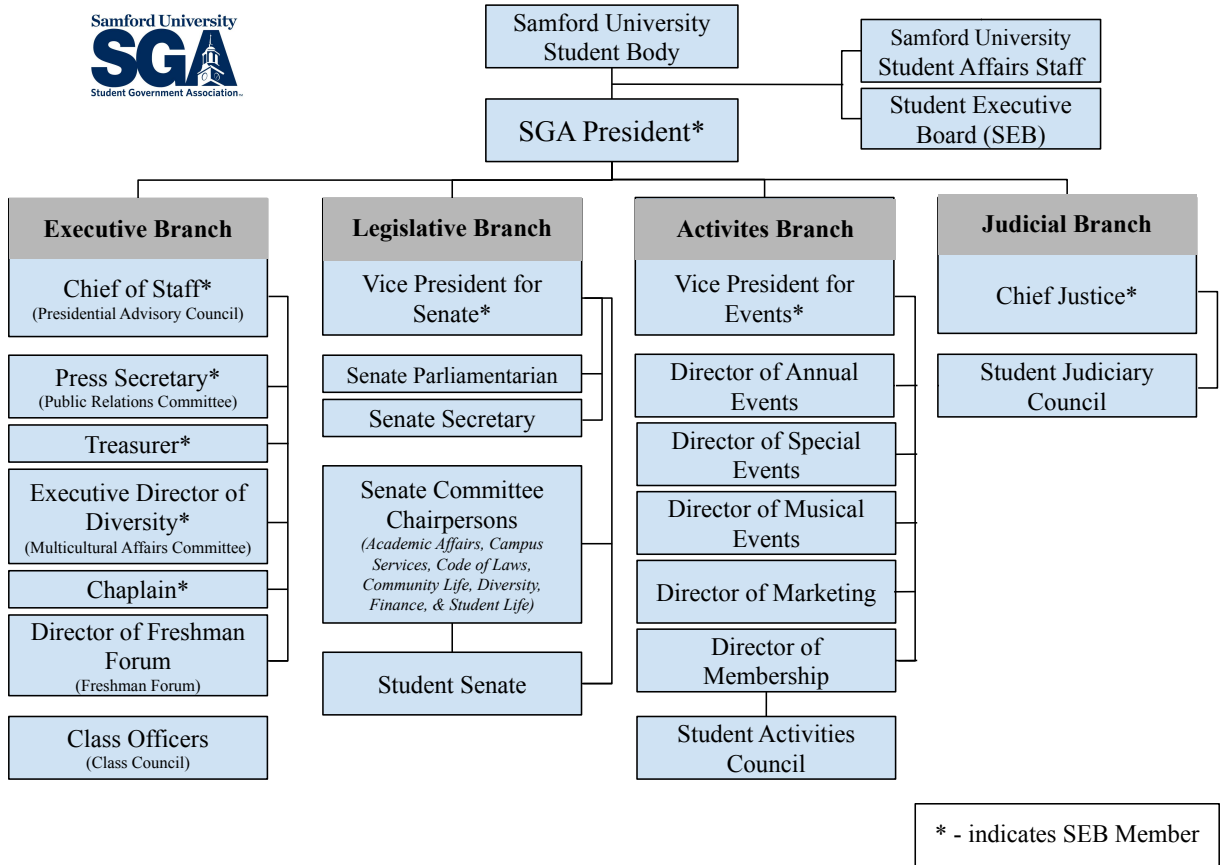 Samford University
SGA
Student Government Association
Samford University
Student Body
Samford University
Student Affairs Staff
Student Executive
Board (SEB)
SGA President*
Executive Branch
Chief of Staff*
(Presidential Advisory Council)
Press Secretary*
(Public Relations Committee)
Treasurer*
Executive Director of
Diversity*
(Multicultural Affairs Committee)
Chaplain*
Director of Freshman
Forum
(Freshman Forum)
Class Officers
(Class Council)
Legislative Branch
Vice President for
Senate*
Senate Parliamentarian
Senate Secretary
Senate Committee
Chairpersons
(Academic Affairs, Campus
Services, Code of Laws,
Community Life, Diversity,
Finance, & Student Life)
Student Senate
Activites Branch
Vice President for
Events*
Director of Annual
Events
Director of Special
Events
Director of Musical
Events
Director of Marketing
Director of
Membership
Student Activities
Council
Judicial Branch
Chief Justice*
Student Judiciary
Council
* - indicates SEB Member